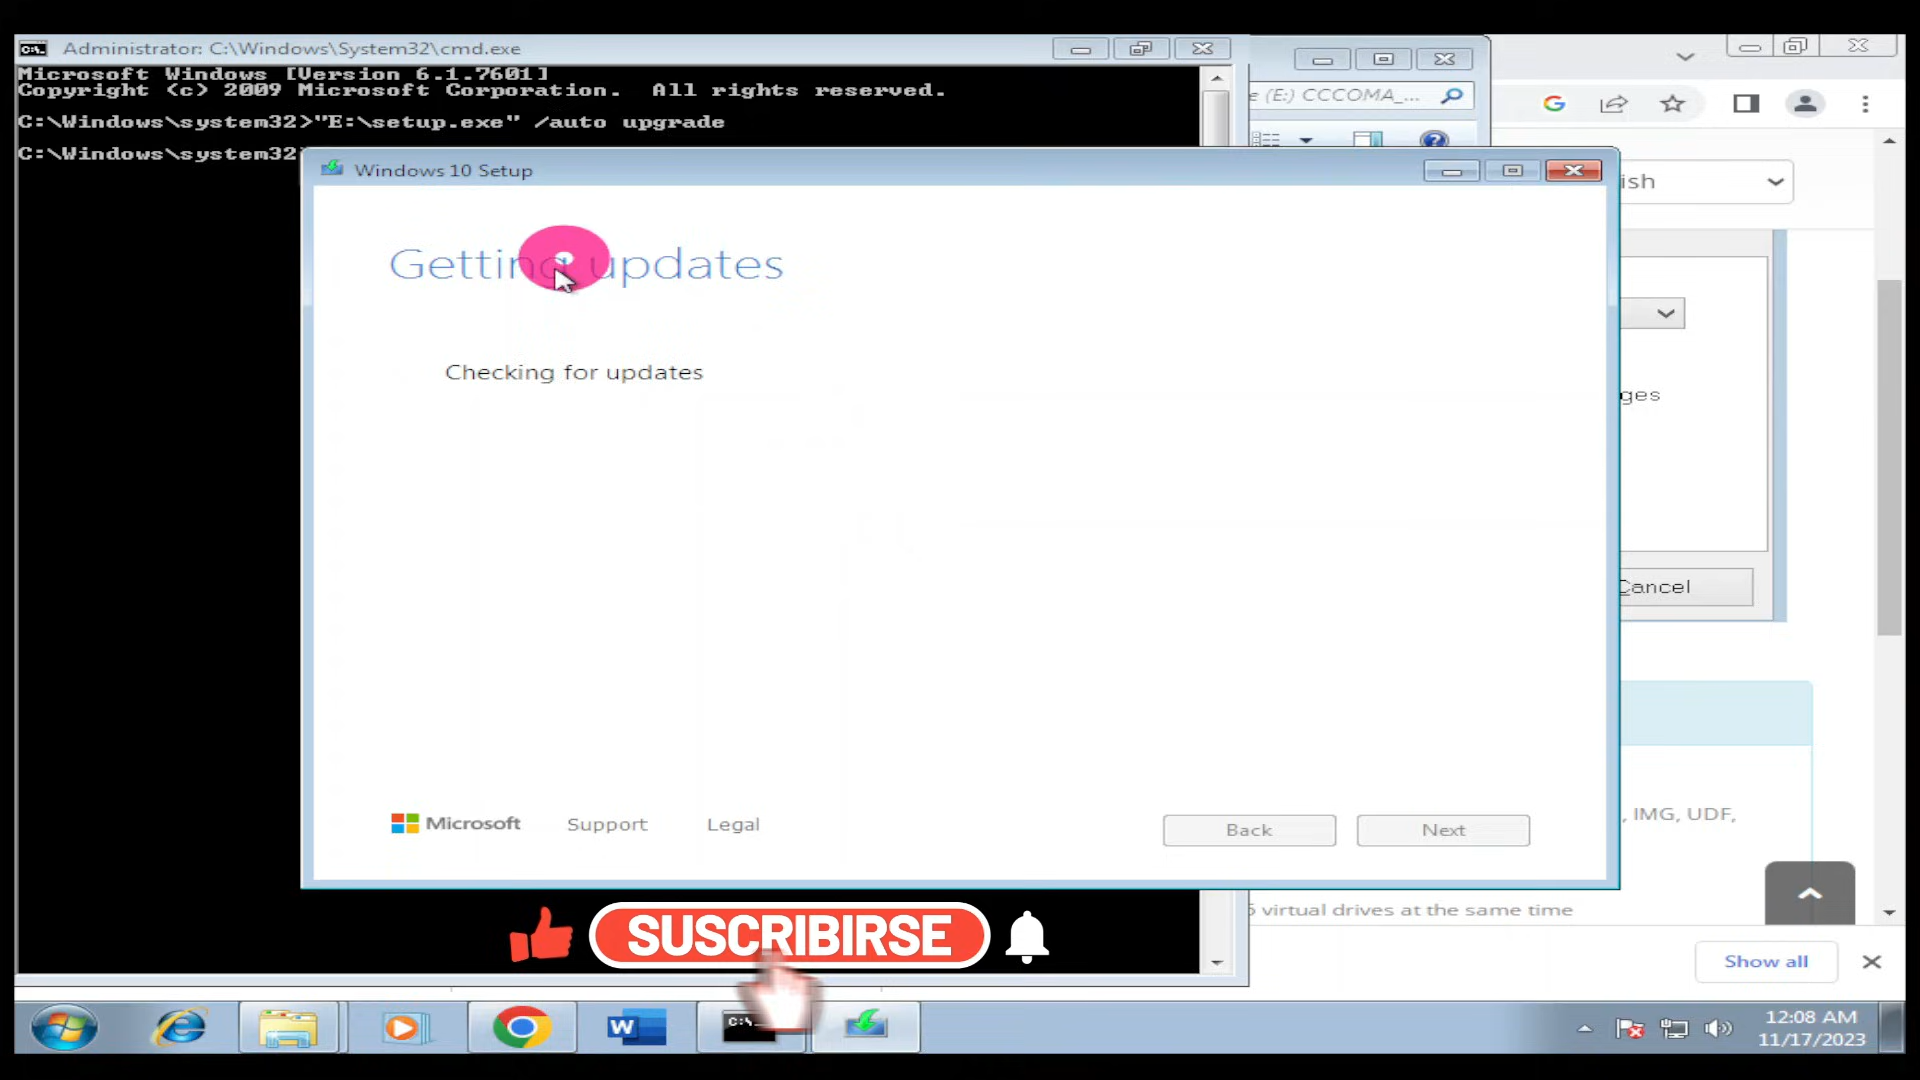 Administrator: C:\Windows\System32\cmd.exe
Microsoft Windows [Version 6.1.7601]
Copyright (c) 2009 Microsoft Corporation.  All rights reserved.
C:\Windows\system32>"E:\setup.exe" /auto upgrade
C:\Windows\system32
e (E:) CCCOMA_...
Windows 10 Setup
Getting updates
Checking for updates
Microsoft
Support
Legal
Back
Next
ish
ges
Cancel
, IMG, UDF,
virtual drives at the same time
Show all
SUSCRIBIRSE
12:08 AM
11/17/2023